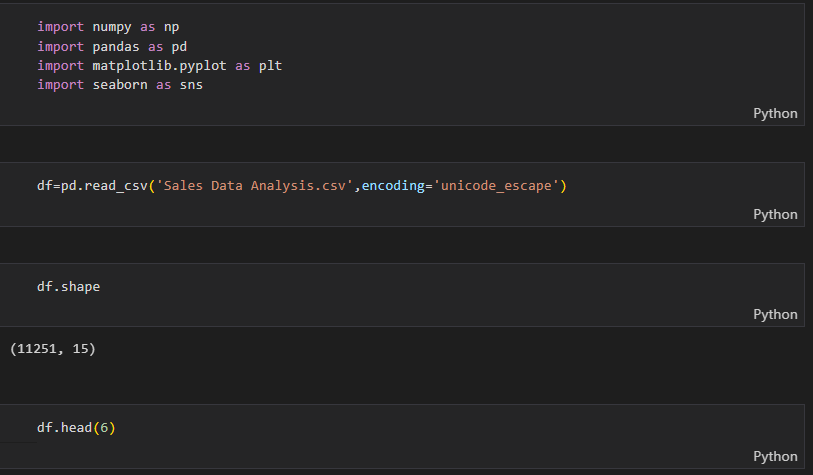 import numpy as np
import pandas as pd
import matplotlib.pyplot as plt
import seaborn as sns
Python
df=pd.read_csv('Sales Data Analysis.csv',encoding='unicode_escape')
Python
df.shape
Python
(11251, 15)
df.head(6)
Python